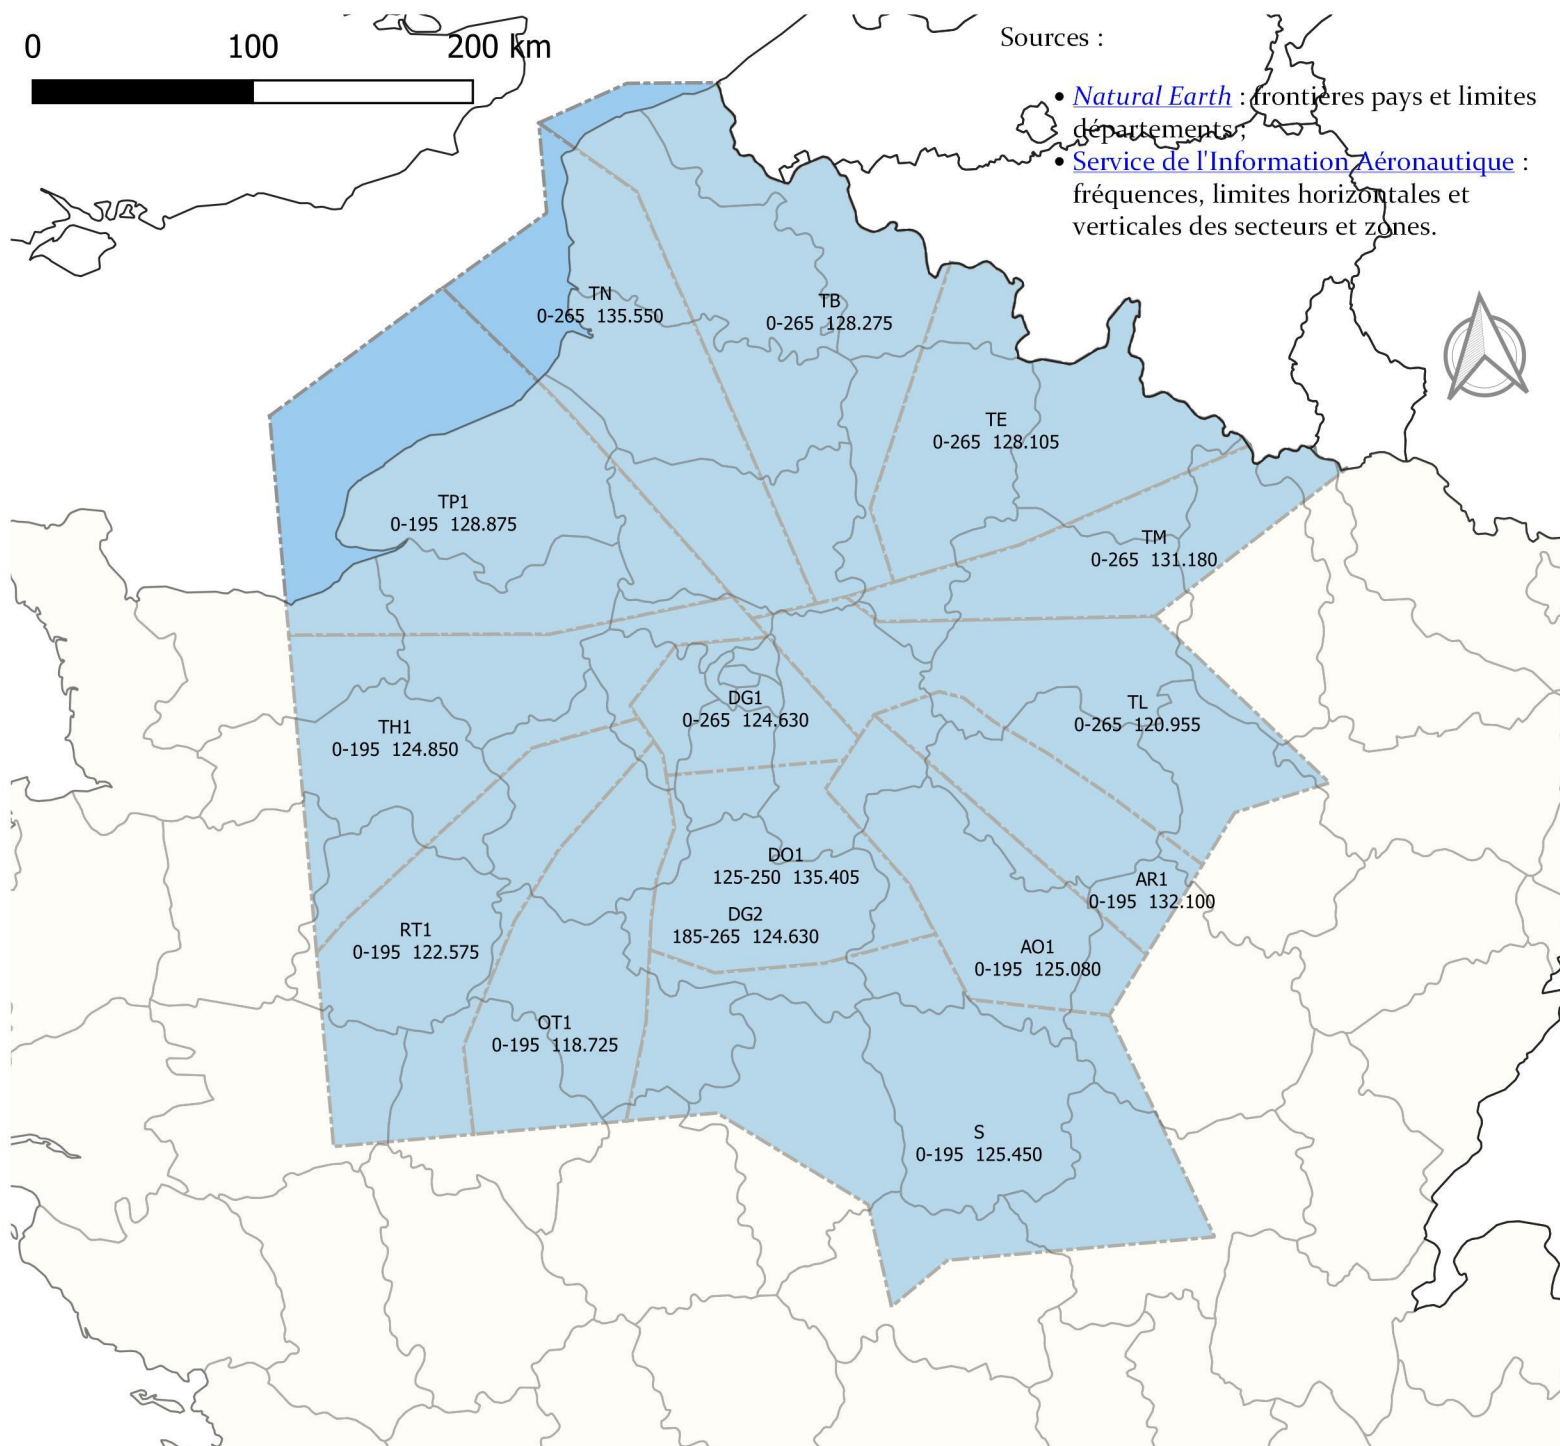 0 100 200 km
Sources :
• Natural Earth : frontières pays et limites
départements ;
• Service de l'Information Aéronautique :
fréquences, limites horizontales et
verticales des secteurs et zones.
TN
0-265 135.550
TB
0-265 128.275
TE
0-265 128.105
TP1
0-195 128.875
TM
0-265 131.180
DG1
0-265 124.630
TL
0-265 120.955
TH1
0-195 124.850
DO1
125-250 135.405
AR1
0-195 132.100
DG2
185-265 124.630
RT1
0-195 122.575
AO1
0-195 125.080
OT1
0-195 118.725
S
0-195 125.450